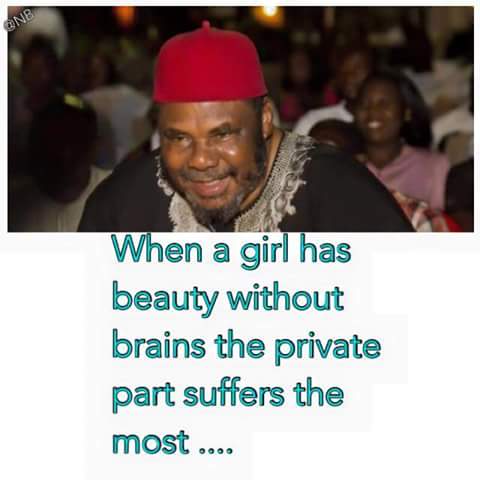 @NB
When a girl has
beauty without
brains the private
part suffers the
most ....